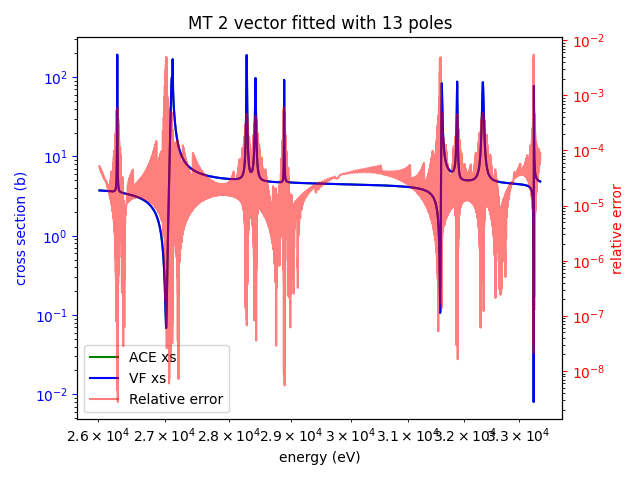 MT 2 vector fitted with 13 poles
10²
10¹
10⁰
10⁻¹
10⁻²
cross section (b)
10⁻²
10⁻³
10⁻⁴
10⁻⁵
10⁻⁶
10⁻⁷
10⁻⁸
relative error
ACE xs
VF xs
Relative error
2.6 × 10⁴ 2.7 × 10⁴ 2.8 × 10⁴ 2.9 × 10⁴ 3 × 10⁴ 3.1 × 10⁴ 3.2 × 10⁴ 3.3 × 10⁴
energy (eV)